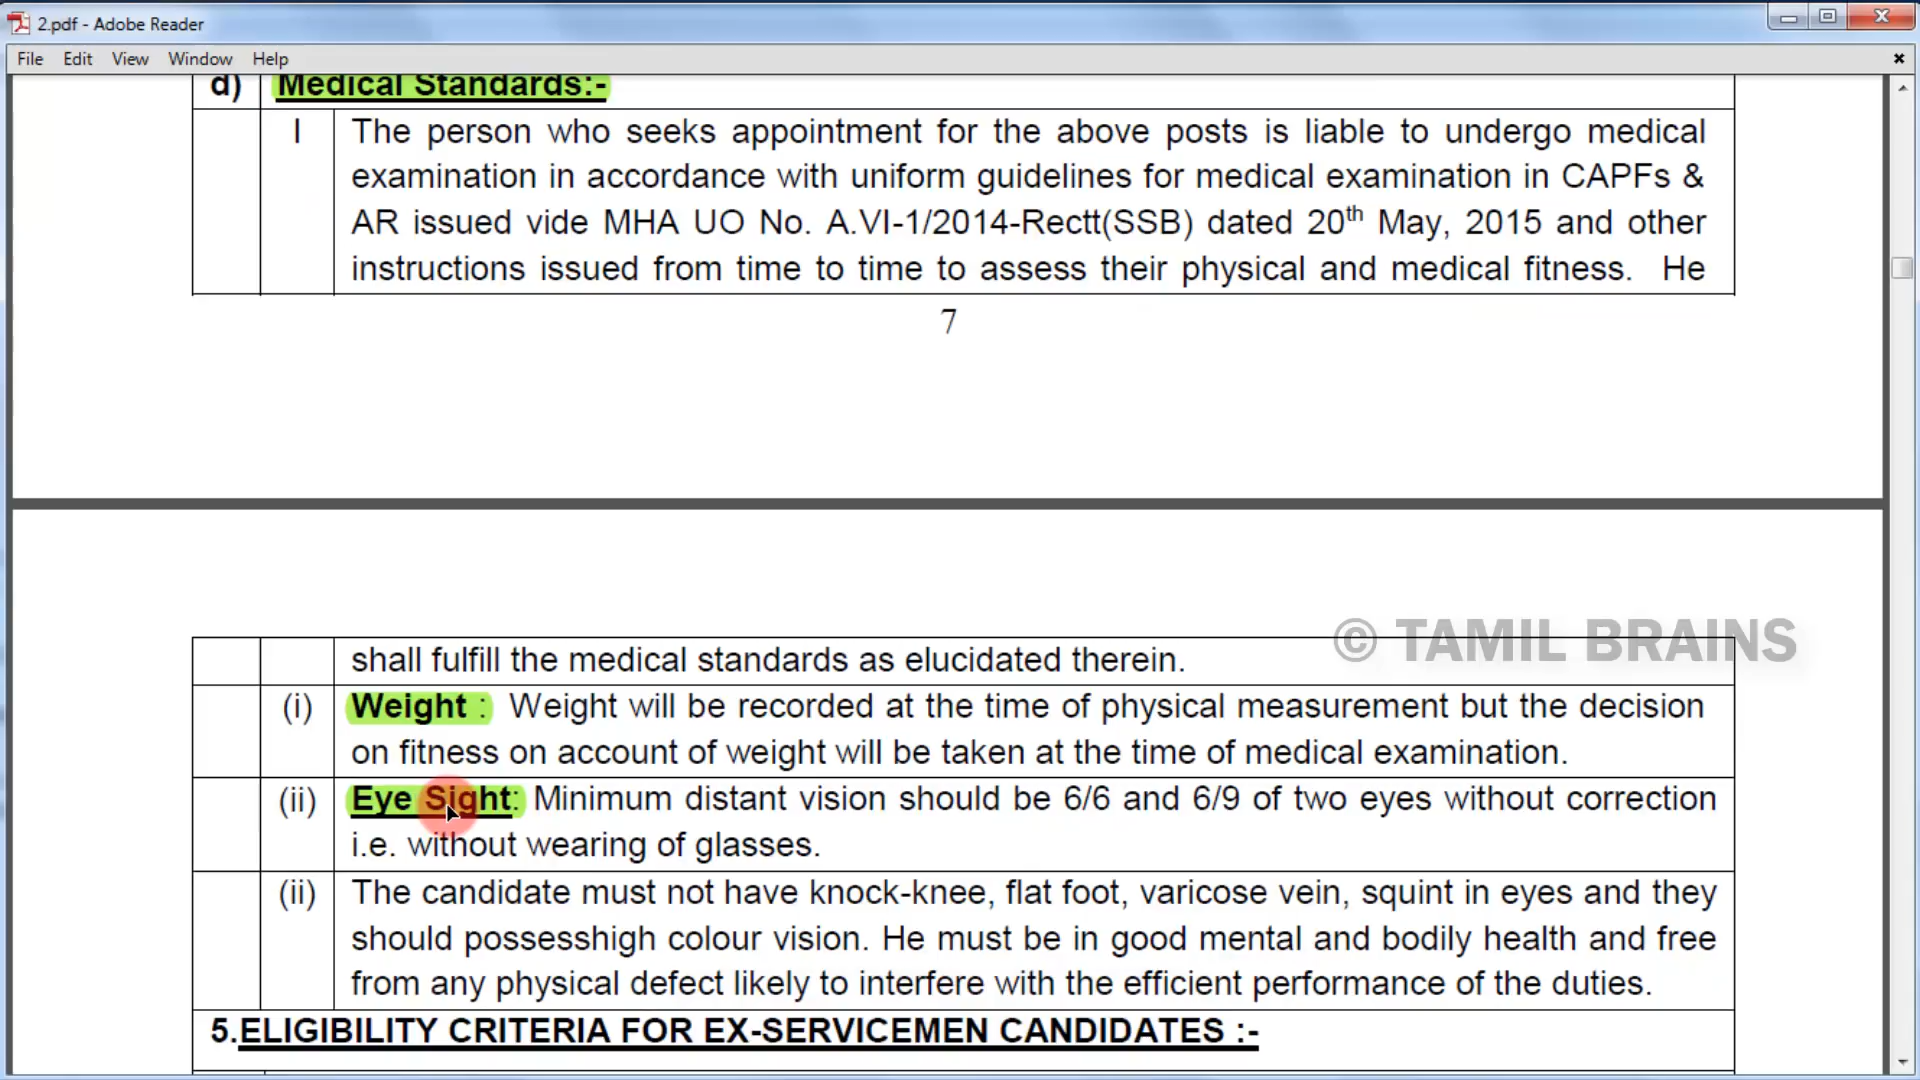 2.pdf - Adobe Reader
File Edit View Window Help
d) Medical Standards:-
I The person who seeks appointment for the above posts is liable to undergo medical
examination in accordance with uniform guidelines for medical examination in CAPFs &
AR issued vide MHA UO No. A.VI-1/2014-Rectt(SSB) dated 20th May, 2015 and other
instructions issued from time to time to assess their physical and medical fitness. He
7
© TAMIL BRAINS
shall fulfill the medical standards as elucidated therein.
(i) Weight : Weight will be recorded at the time of physical measurement but the decision
on fitness on account of weight will be taken at the time of medical examination.
(ii) Eye Sight: Minimum distant vision should be 6/6 and 6/9 of two eyes without correction
i.e. without wearing of glasses.
(ii) The candidate must not have knock-knee, flat foot, varicose vein, squint in eyes and they
should possesshigh colour vision. He must be in good mental and bodily health and free
from any physical defect likely to interfere with the efficient performance of the duties.
5.ELIGIBILITY CRITERIA FOR EX-SERVICEMEN CANDIDATES :-